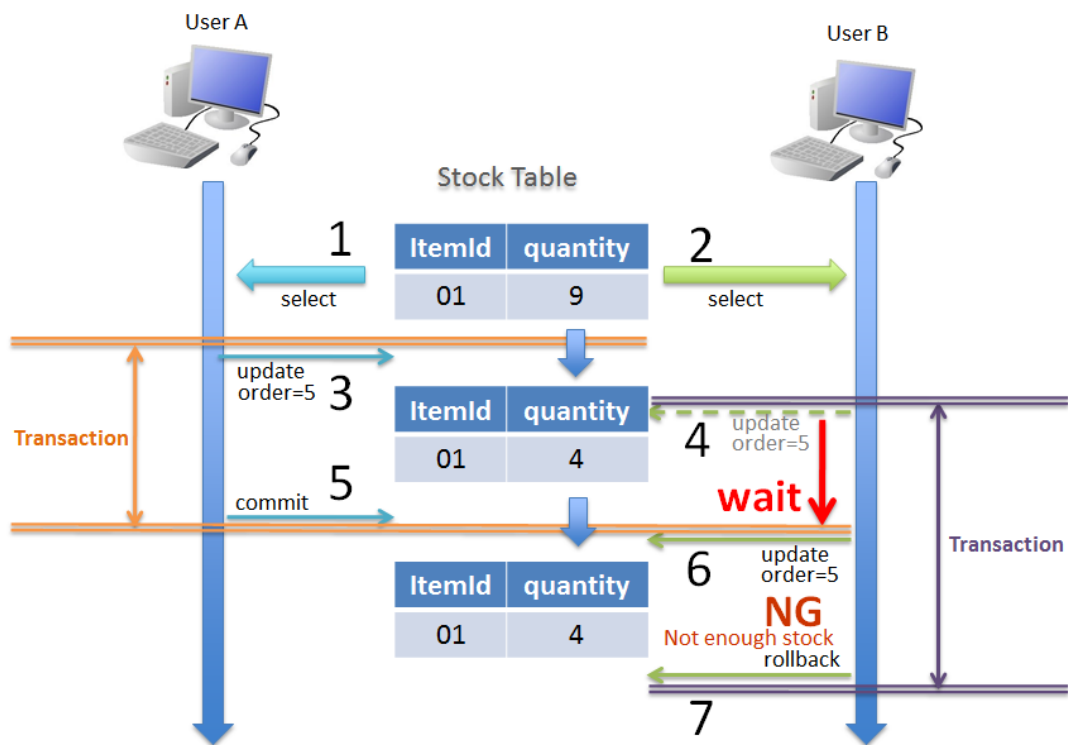 User A
User B
Stock Table
1
ItemId quantity
2
select
01 9
select
update
order=5
3
ItemId quantity
4
update
order=5
Transaction
01 4
5
wait
commit
Transaction
6
update
order=5
ItemId quantity
NG
01 4
Not enough stock
rollback
7